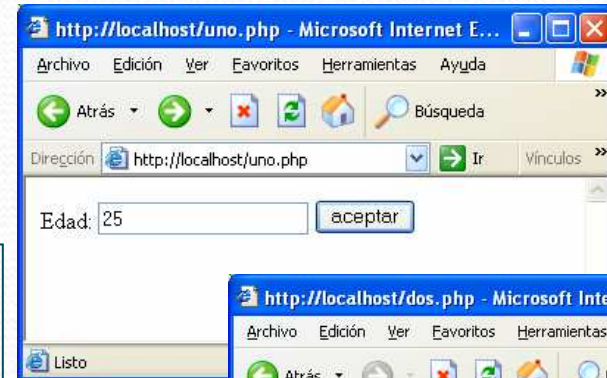 http://localhost/uno.php - Microsoft Internet E...
Archivo Edición Ver Favoritos Herramientas Ayuda
Atrás Búsqueda
Dirección http://localhost/uno.php Ir Vínculos
Edad: 25 aceptar
Listo
http://localhost/dos.php - Microsoft Inte
Archivo Edición Ver Favoritos Herramientas
Atrás